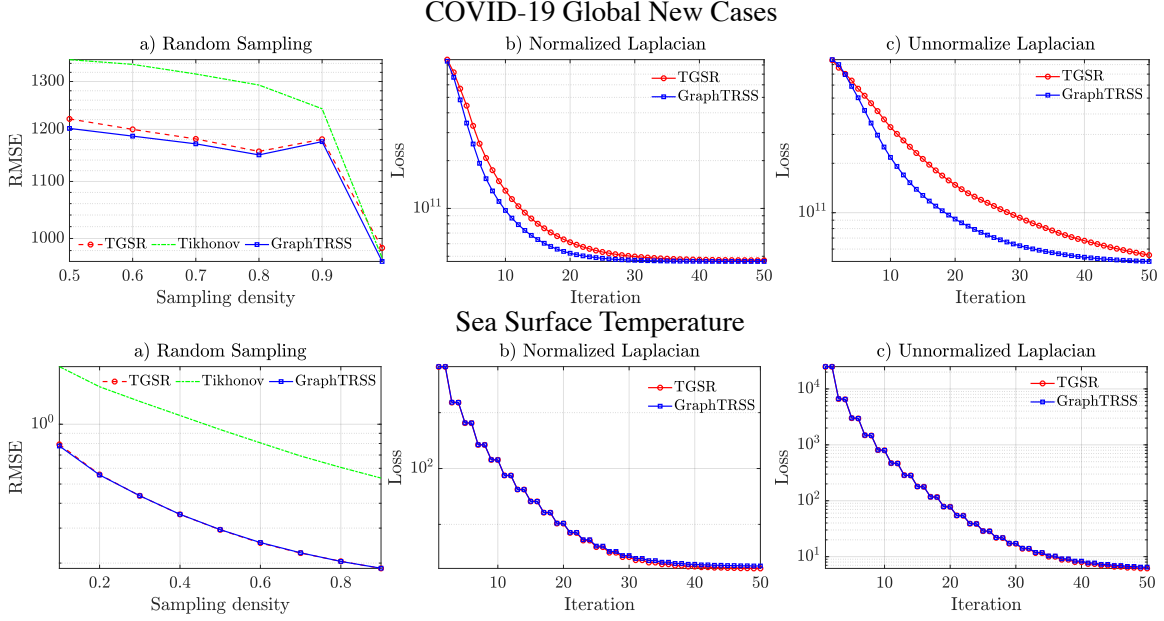 COVID-19 Global New Cases
a) Random Sampling
RMSE
1300
1200
1100
1000
TGSR Tikhonov GraphTRSS
0.5 0.6 0.7 0.8 0.9
Sampling density
b) Normalized Laplacian
Loss
TGSR
GraphTRSS
10^11
10 20 30 40 50
Iteration
c) Unnormalize Laplacian
Loss
TGSR
GraphTRSS
10^11
10 20 30 40 50
Iteration
Sea Surface Temperature
a) Random Sampling
RMSE
TGSR Tikhonov GraphTRSS
10^0
0.2 0.4 0.6 0.8
Sampling density
b) Normalized Laplacian
Loss
TGSR
GraphTRSS
10^2
10 20 30 40 50
Iteration
c) Unnormalized Laplacian
Loss
TGSR
GraphTRSS
10^4
10^3
10^2
10^1
10 20 30 40 50
Iteration